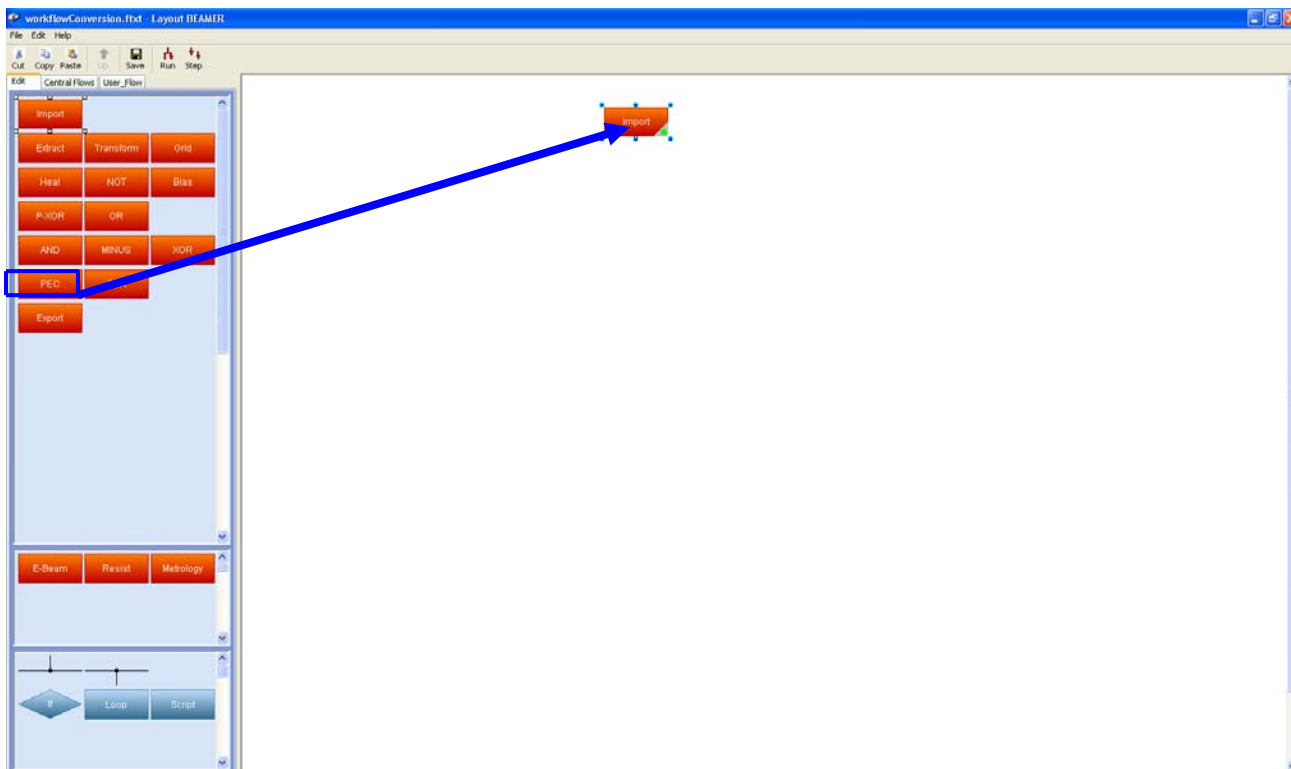 workflowConversion.ftxt - Layout BEAMER
File Edit Help
Cut Copy Paste Up Save Run Step
Edit Central Flows User_Flow
Import
Extract Transform Grid
Heal NOT Bias
P-XOR OR
AND MINUS XOR
PEC
Export
E-Beam Resist Metrology
If Loop Script
Import